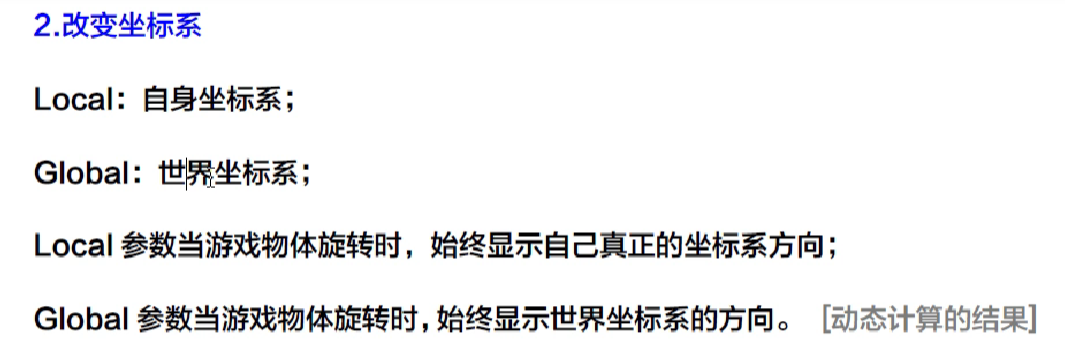 2.改变坐标系
Local：自身坐标系；
Global：世界坐标系；
Local 参数当游戏物体旋转时，始终显示自己真正的坐标系方向；
Global 参数当游戏物体旋转时，始终显示世界坐标系的方向。 [动态计算的结果]